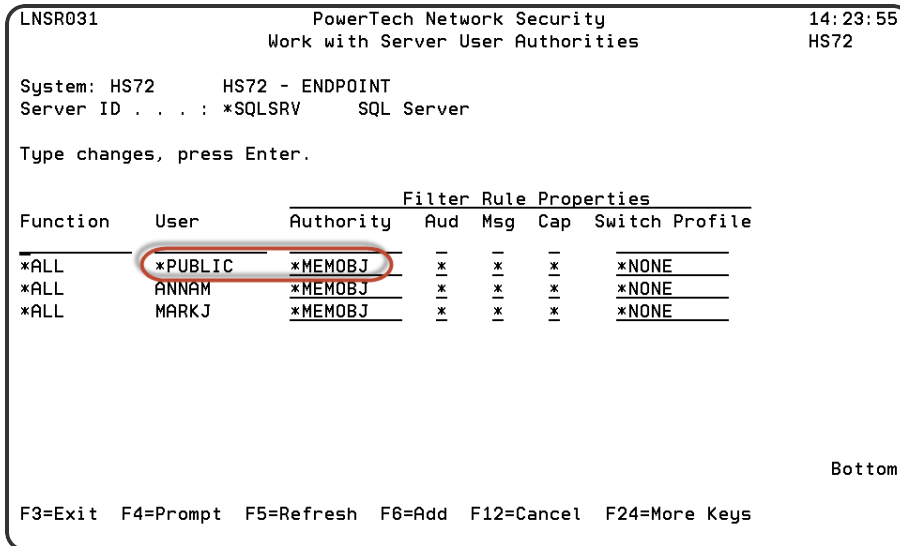 LNSR031 PowerTech Network Security 14:23:55
Work with Server User Authorities HS72
System: HS72 HS72 - ENDPOINT
Server ID . . . : *SQLSRV SQL Server
Type changes, press Enter.
Filter Rule Properties
Function User Authority Aud Msg Cap Switch Profile
*ALL *PUBLIC *MEMOBJ * * * *NONE
*ALL ANNAM *MEMOBJ * * * *NONE
*ALL MARKJ *MEMOBJ * * * *NONE
Bottom
F3=Exit F4=Prompt F5=Refresh F6=Add F12=Cancel F24=More Keys